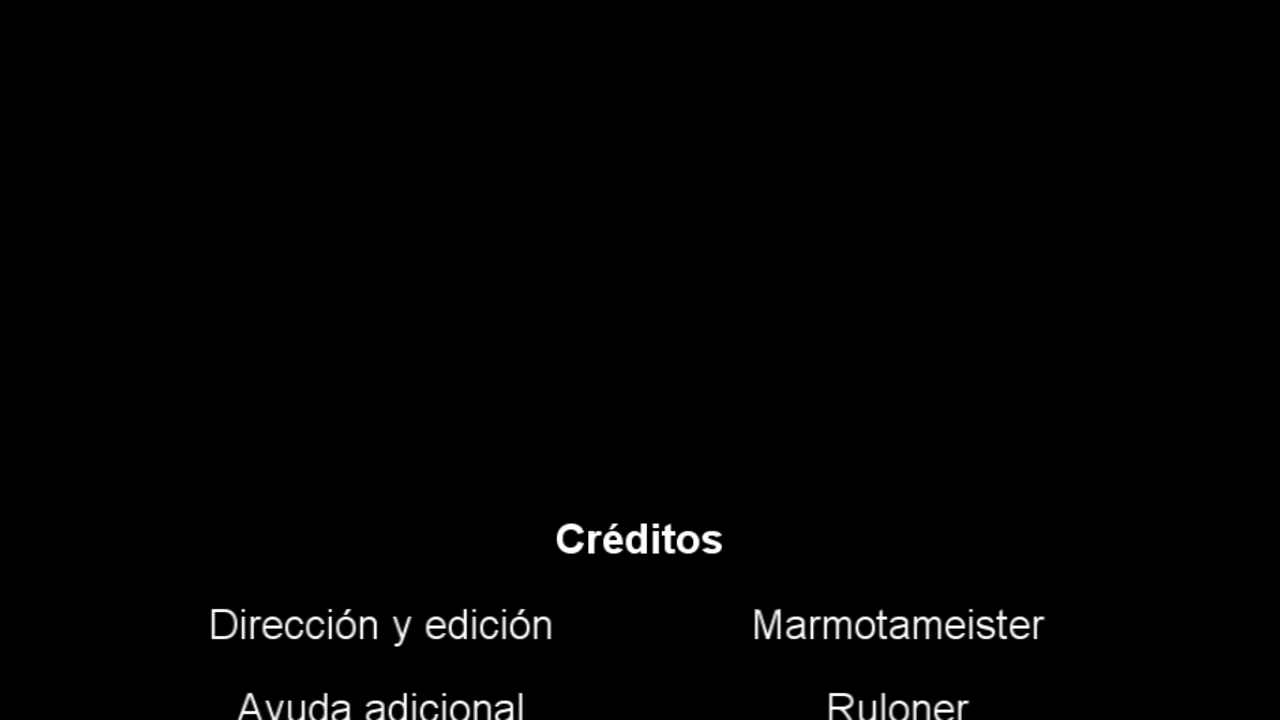 Créditos
Dirección y edición Marmotameister
Ayuda adicional Ruloner